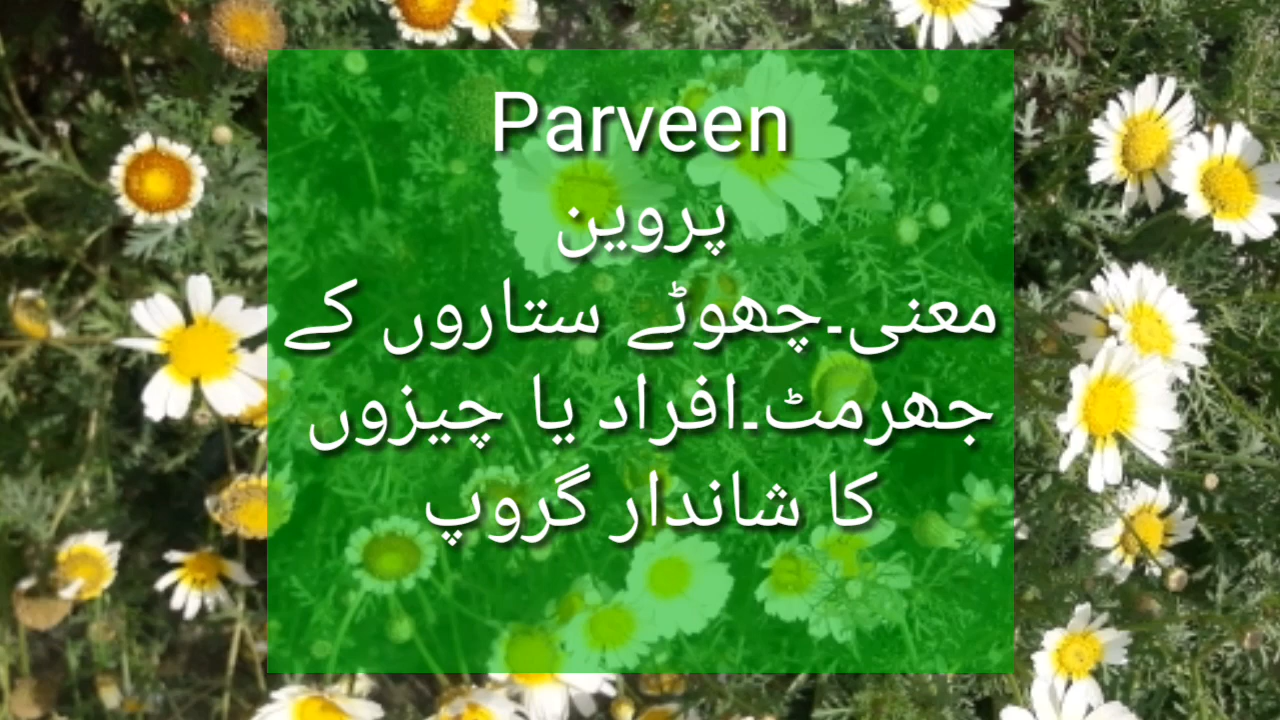 Parveen
پروین
معنی۔چھوٹے ستاروں کے
جھرمٹ۔افراد یا چیزوں
کا شاندار گروپ